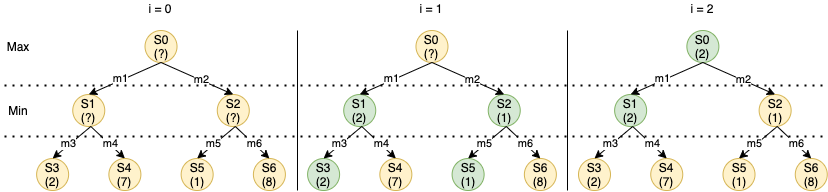 i = 0 i = 1 i = 2
Max
S0 S0 S0
(?) (?) (2)
m1 m2 m1 m2 m1 m2
Min
S1 S2 S1 S2 S1 S2
(?) (?) (2) (1) (2) (1)
m3 m4 m5 m6 m3 m4 m5 m6 m3 m4 m5 m6
S3 S4 S5 S6 S3 S4 S5 S6 S3 S4 S5 S6
(2) (7) (1) (8) (2) (7) (1) (8) (2) (7) (1) (8)